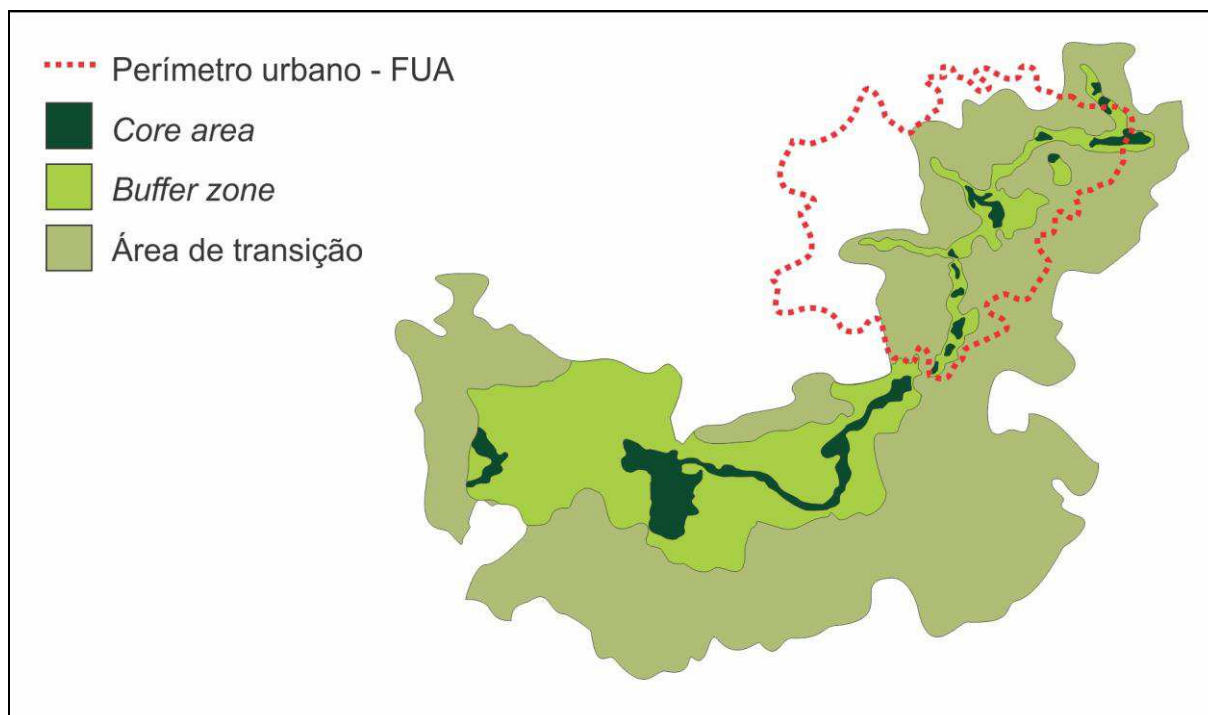 Perímetro urbano - FUA
Core area
Buffer zone
Área de transição